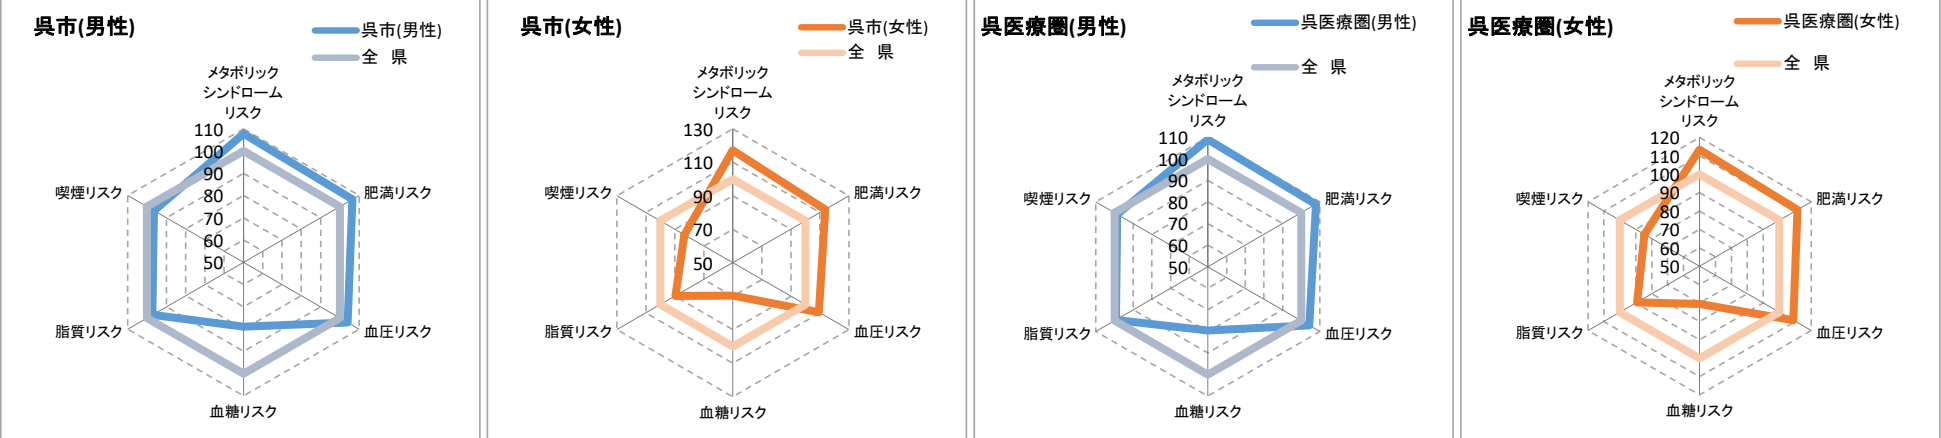 呉市(男性)
呉市(男性)
全 県
メタボリック
シンドローム
リスク
110
100
90
80
70
60
50
肥満リスク
血圧リスク
血糖リスク
脂質リスク
喫煙リスク
呉市(女性)
呉市(女性)
全 県
メタボリック
シンドローム
リスク
130
110
90
70
50
肥満リスク
血圧リスク
血糖リスク
脂質リスク
喫煙リスク
呉医療圏(男性)
呉医療圏(男性)
全 県
メタボリック
シンドローム
リスク
110
100
90
80
70
60
50
肥満リスク
血圧リスク
血糖リスク
脂質リスク
喫煙リスク
呉医療圏(女性)
呉医療圏(女性)
全 県
メタボリック
シンドローム
リスク
120
110
100
90
80
70
60
50
肥満リスク
血圧リスク
血糖リスク
脂質リスク
喫煙リスク